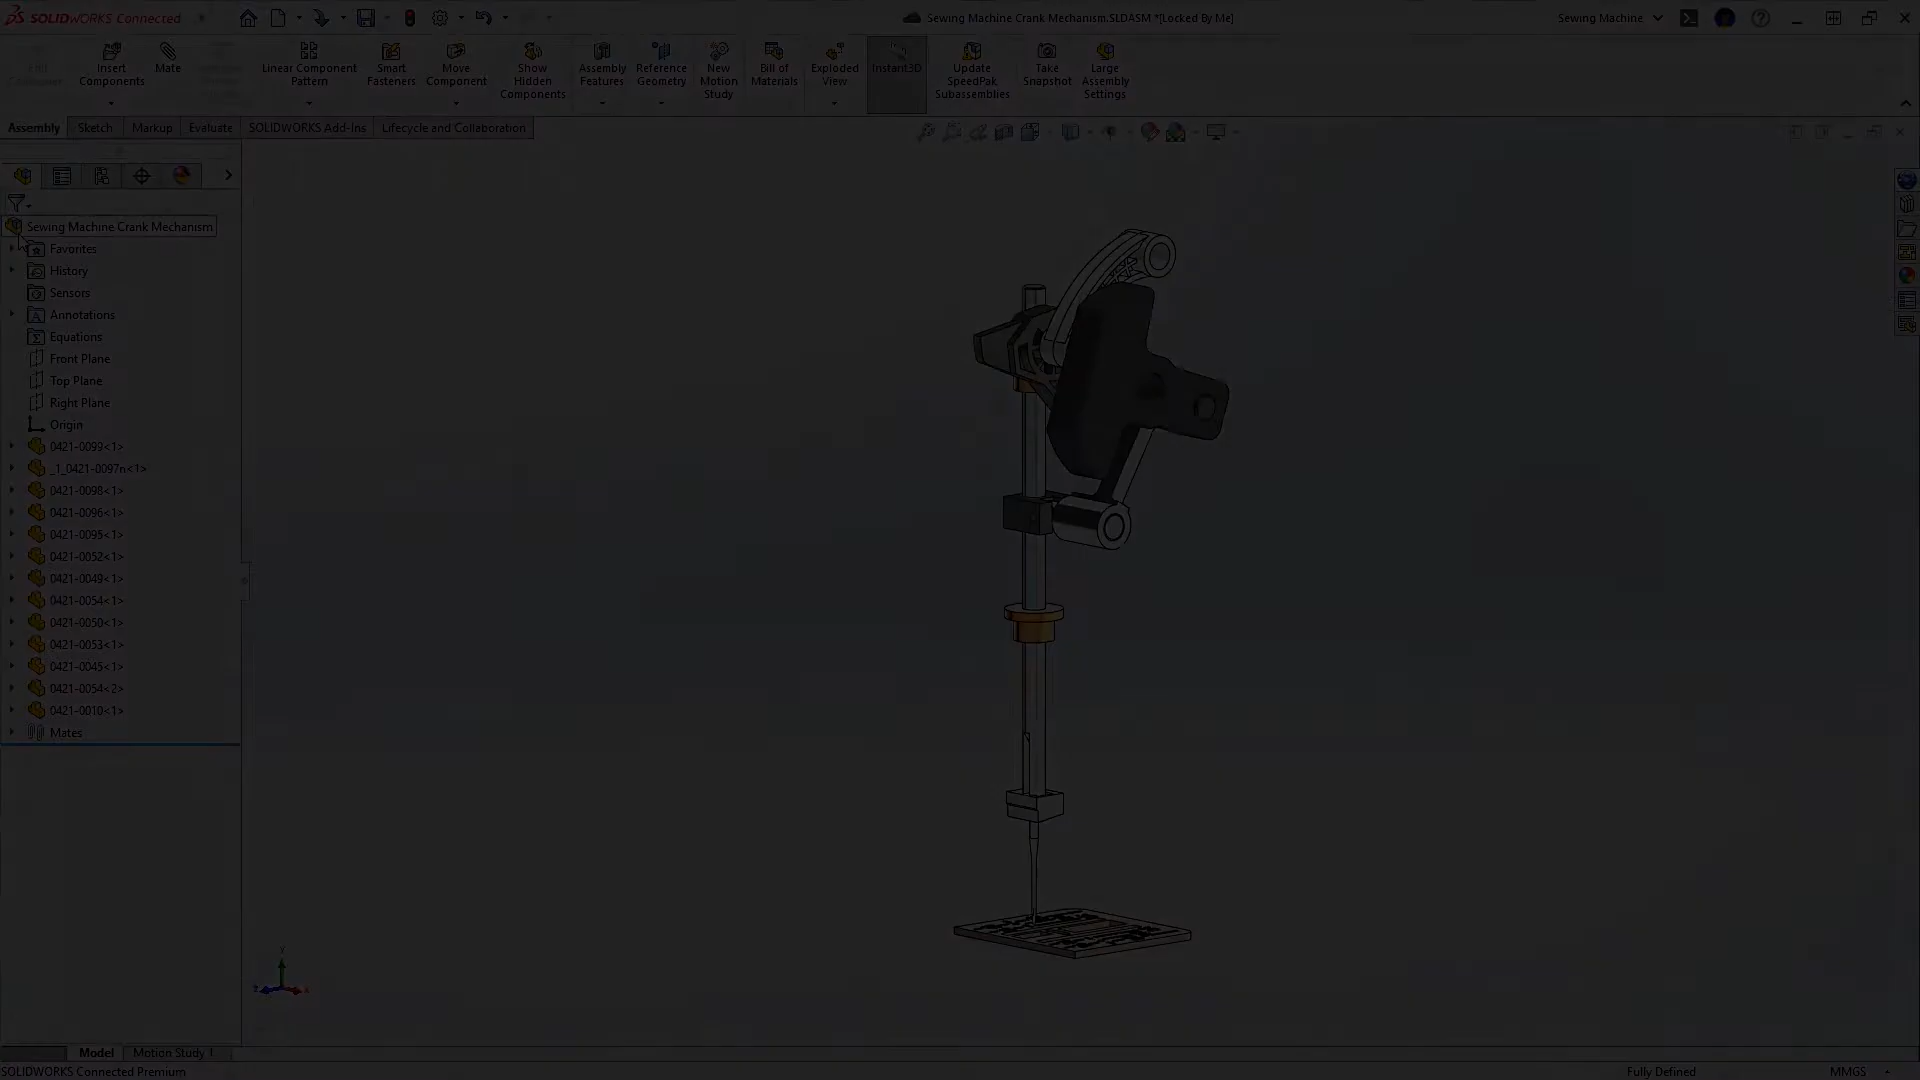 SOLIDWORKS Connected
Sewing Machine Crank Mechanism.SLDASM *[Locked By Me]
Sewing Machine
Insert Components
Mate
Linear Component Pattern
Smart Fasteners
Move Component
Show Hidden Components
Assembly Features
Reference Geometry
New Motion Study
Bill of Materials
Exploded View
Instant3D
Update SpeedPak Subassemblies
Take Snapshot
Large Assembly Settings
Assembly
Sketch
Markup
Evaluate
SOLIDWORKS Add-Ins
Lifecycle and Collaboration
Sewing Machine Crank Mechanism
Favorites
History
Sensors
Annotations
Equations
Front Plane
Top Plane
Right Plane
Origin
0421-0099<1>
_1_0421-0097n<1>
0421-0098<1>
0421-0096<1>
0421-0095<1>
0421-0052<1>
0421-0049<1>
0421-0054<1>
0421-0050<1>
0421-0053<1>
0421-0045<1>
0421-0054<2>
0421-0010<1>
Mates
Model
Motion Study 1
SOLIDWORKS Connected Premium
Fully Defined
MMGS